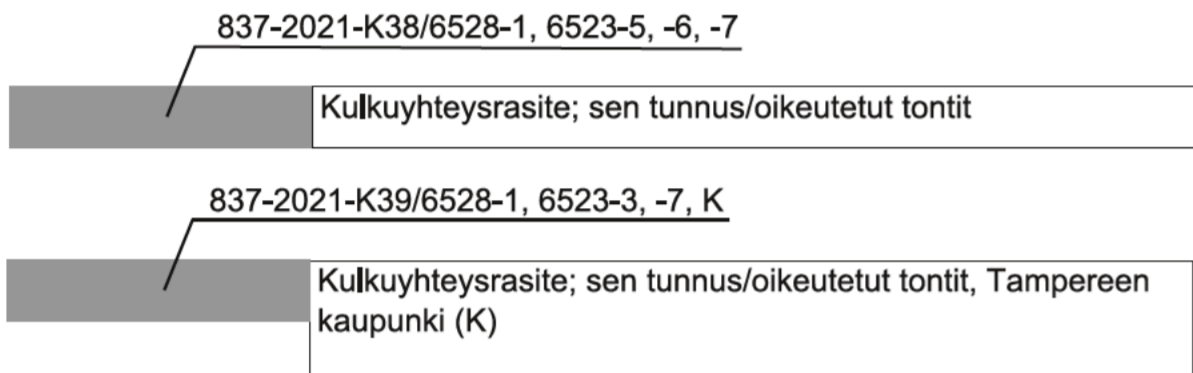 837-2021-K38/6528-1, 6523-5, -6, -7
Kulkuyhteysrasite; sen tunnus/oikeutetut tontit
837-2021-K39/6528-1, 6523-3, -7, K
Kulkuyhteysrasite; sen tunnus/oikeutetut tontit, Tampereen
kaupunki (K)